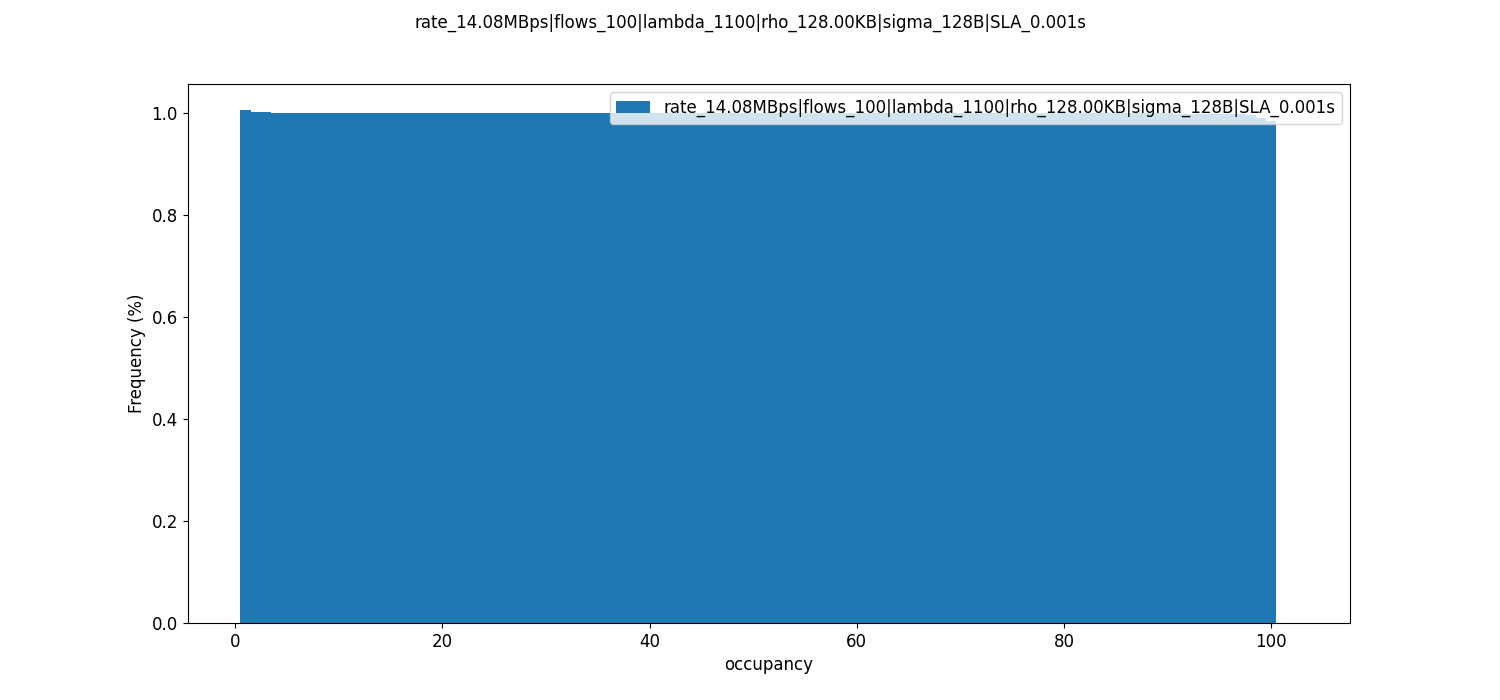 rate_14.08MBps|flows_100|lambda_1100|rho_128.00KB|sigma_128B|SLA_0.001s
rate_14.08MBps|flows_100|lambda_1100|rho_128.00KB|sigma_128B|SLA_0.001s
1.0
0.8
0.6
0.4
0.2
0.0
Frequency (%)
0 20 40 60 80 100
occupancy